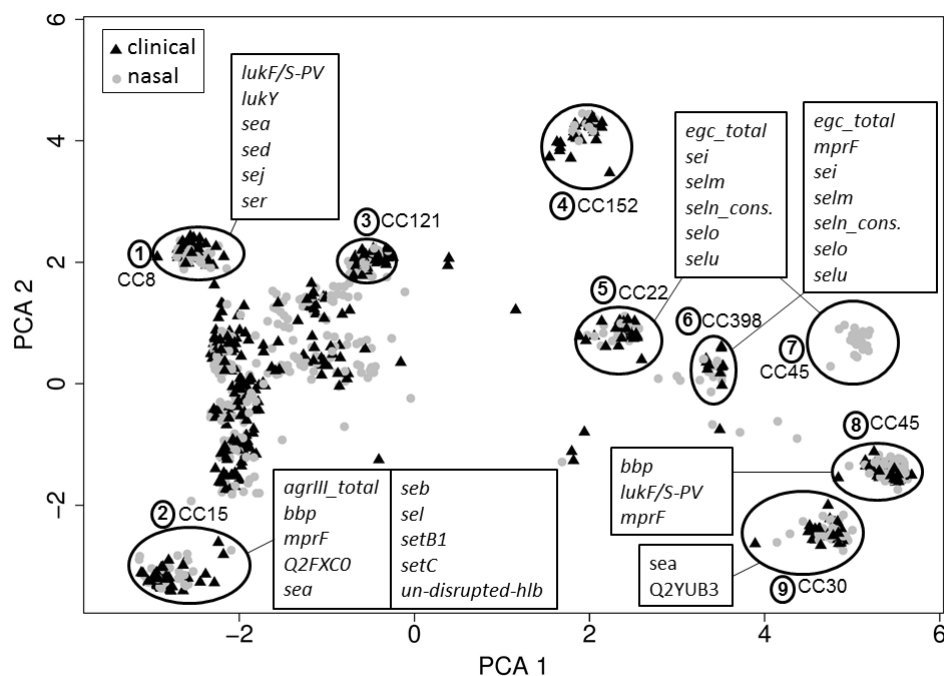 6
4
2
0
−2
PCA 2
−2
0
2
4
6
PCA 1
clinical
nasal
lukF/S-PV
lukY
sea
sed
sej
ser
1
CC8
3 CC121
4 CC152
egc_total
sei
selm
seln_cons.
selo
selu
egc_total
mprF
sei
selm
seln_cons.
selo
selu
5 CC22
6 CC398
7
CC45
8 CC45
bbp
lukF/S-PV
mprF
sea
Q2YUB3
9 CC30
2 CC15
agrIII_total
bbp
mprF
Q2FXC0
sea
seb
sel
setB1
setC
un-disrupted-hlb